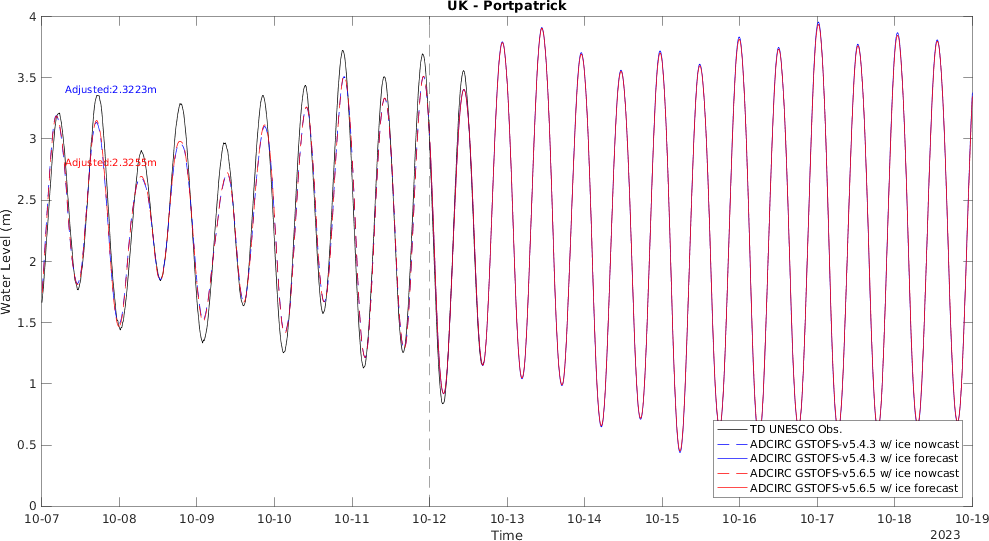 UK - Portpatrick
Water Level (m)
4
3.5
3
2.5
2
1.5
1
0.5
0
Adjusted:2.3223m
Adjusted:2.3255m
TD UNESCO Obs.
ADCIRC GSTOFS-v5.4.3 w/ ice nowcast
ADCIRC GSTOFS-v5.4.3 w/ ice forecast
ADCIRC GSTOFS-v5.6.5 w/ ice nowcast
ADCIRC GSTOFS-v5.6.5 w/ ice forecast
10-07 10-08 10-09 10-10 10-11 10-12 10-13 10-14 10-15 10-16 10-17 10-18 10-19
Time
2023